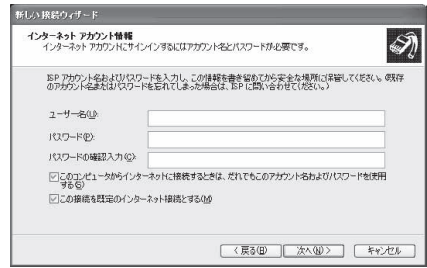 新しい接続ウィザード
インターネット アカウント情報
インターネット アカウントにサインインするにはアカウント名とパスワードが必要です。
ISP アカウント名およびパスワードを入力し、この情報を書き留めてから安全な場所に保管してください。(既存
のアカウント名またはパスワードを忘れてしまった場合は、ISP に問い合わせてください。)
ユーザー名(U):
パスワード(P):
パスワードの確認入力(C):
このコンピュータからインターネットに接続するときは、だれでもこのアカウント名およびパスワードを使用
する(S)
この接続を既定のインターネット接続とする(M)
< 戻る(B)
次へ(N) >
キャンセル